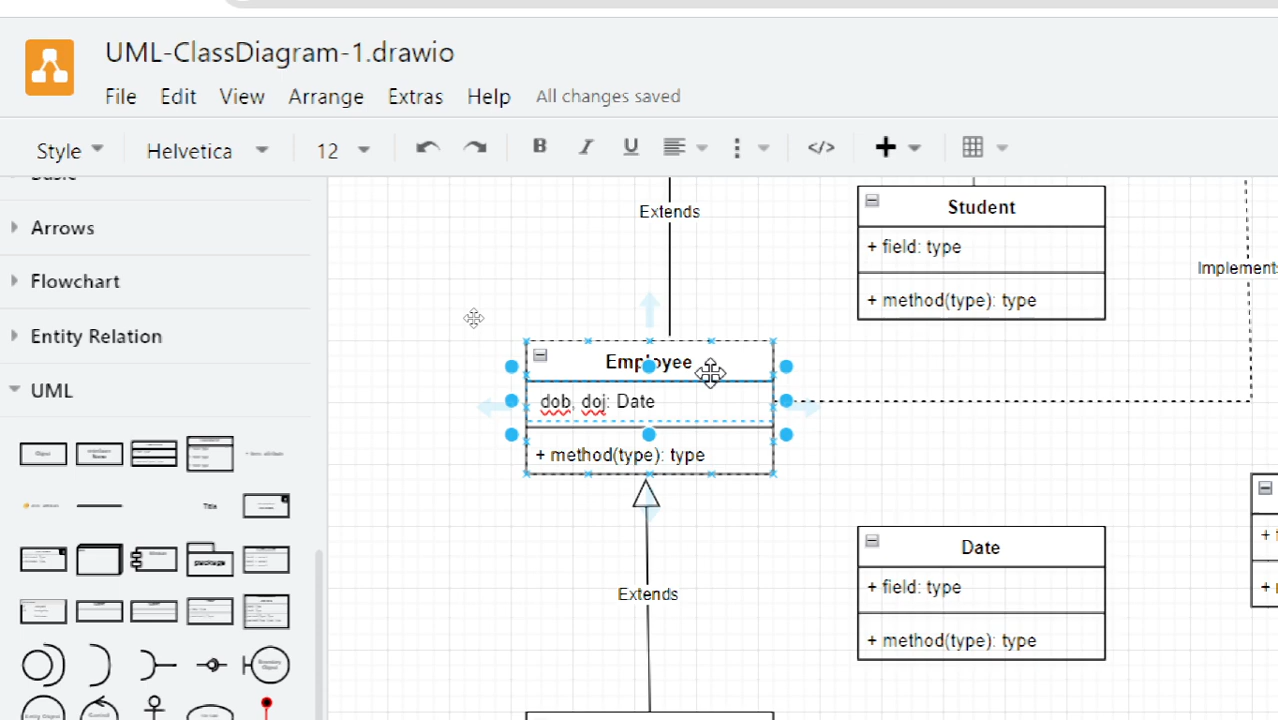 UML-ClassDiagram-1.drawio
File Edit View Arrange Extras Help All changes saved
Style Helvetica 12 B I U </>
Basic
Arrows
Flowchart
Entity Relation
UML
Title
Extends
Student
+ field: type
+ method(type): type
Implements
Employee
dob, doj: Date
+ method(type): type
Extends
Date
+ field: type
+ method(type): type
+
+